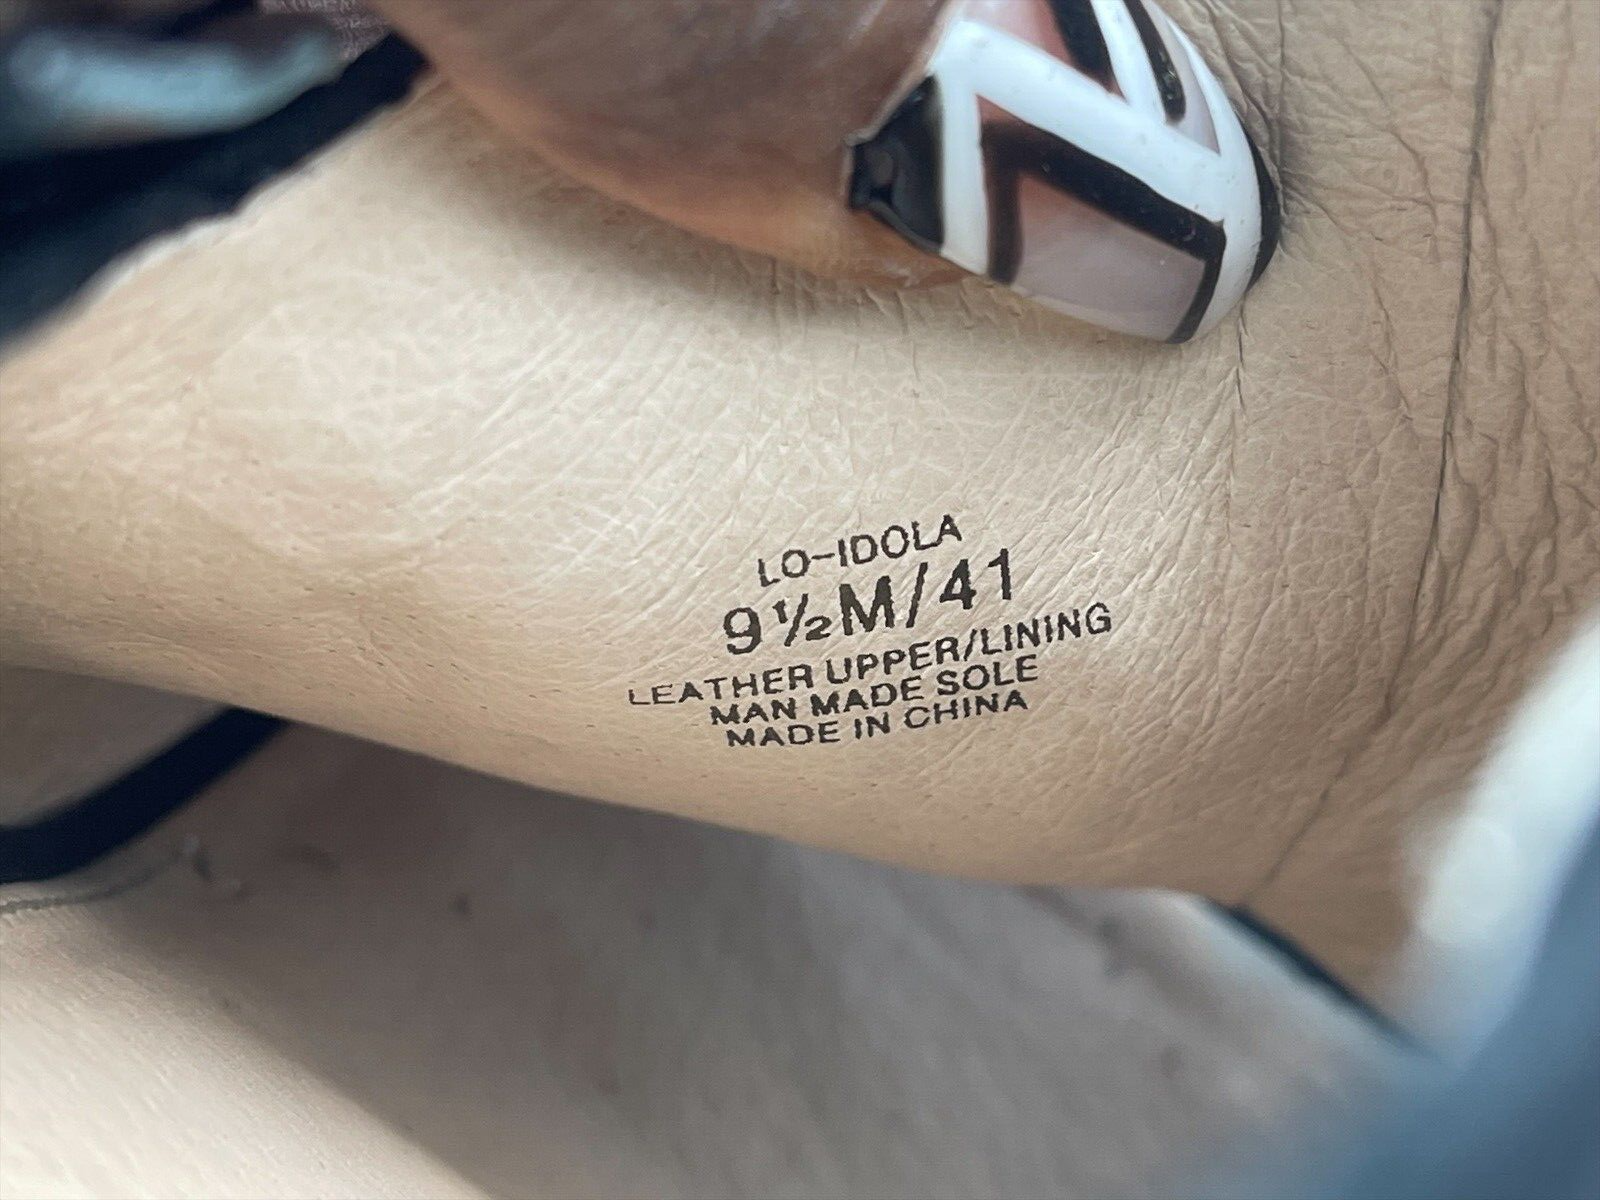 LO-IDOLA
9½M/41
LEATHER UPPER/LINING
MAN MADE SOLE
MADE IN CHINA